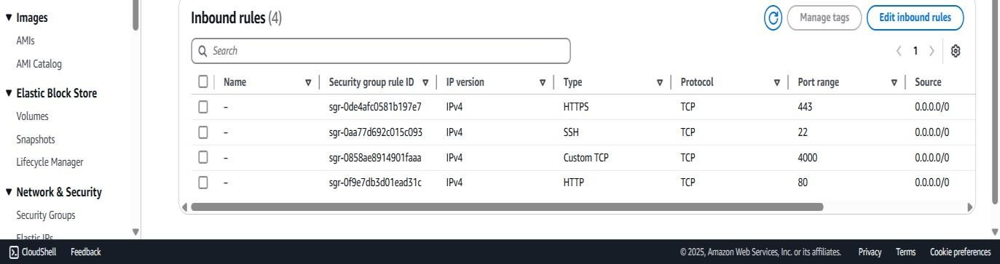 Images
AMIs
AMI Catalog
Elastic Block Store
Volumes
Snapshots
Lifecycle Manager
Network & Security
Security Groups
Elastic IPs
Inbound rules (4)
Manage tags
Edit inbound rules
Search
1
Name Security group rule ID IP version Type Protocol Port range Source
– sgr-0de4afc0581b197e7 IPv4 HTTPS TCP 443 0.0.0.0/0
– sgr-0aa77d692c015c093 IPv4 SSH TCP 22 0.0.0.0/0
– sgr-0858ae8914901faaa IPv4 Custom TCP TCP 4000 0.0.0.0/0
– sgr-0f9e7db3d01ead31c IPv4 HTTP TCP 80 0.0.0.0/0
CloudShell Feedback © 2025, Amazon Web Services, Inc. or its affiliates. Privacy Terms Cookie preferences